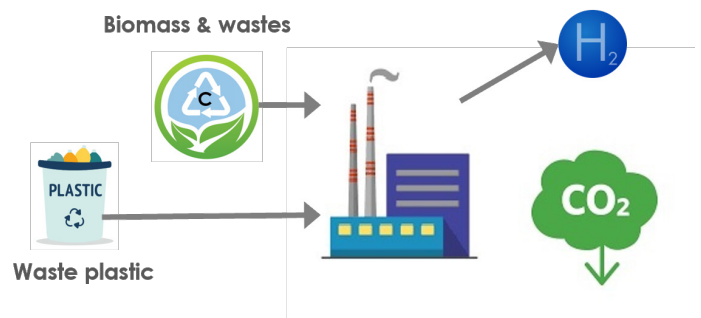 Biomass & wastes
H₂
C
PLASTIC
CO₂
Waste plastic